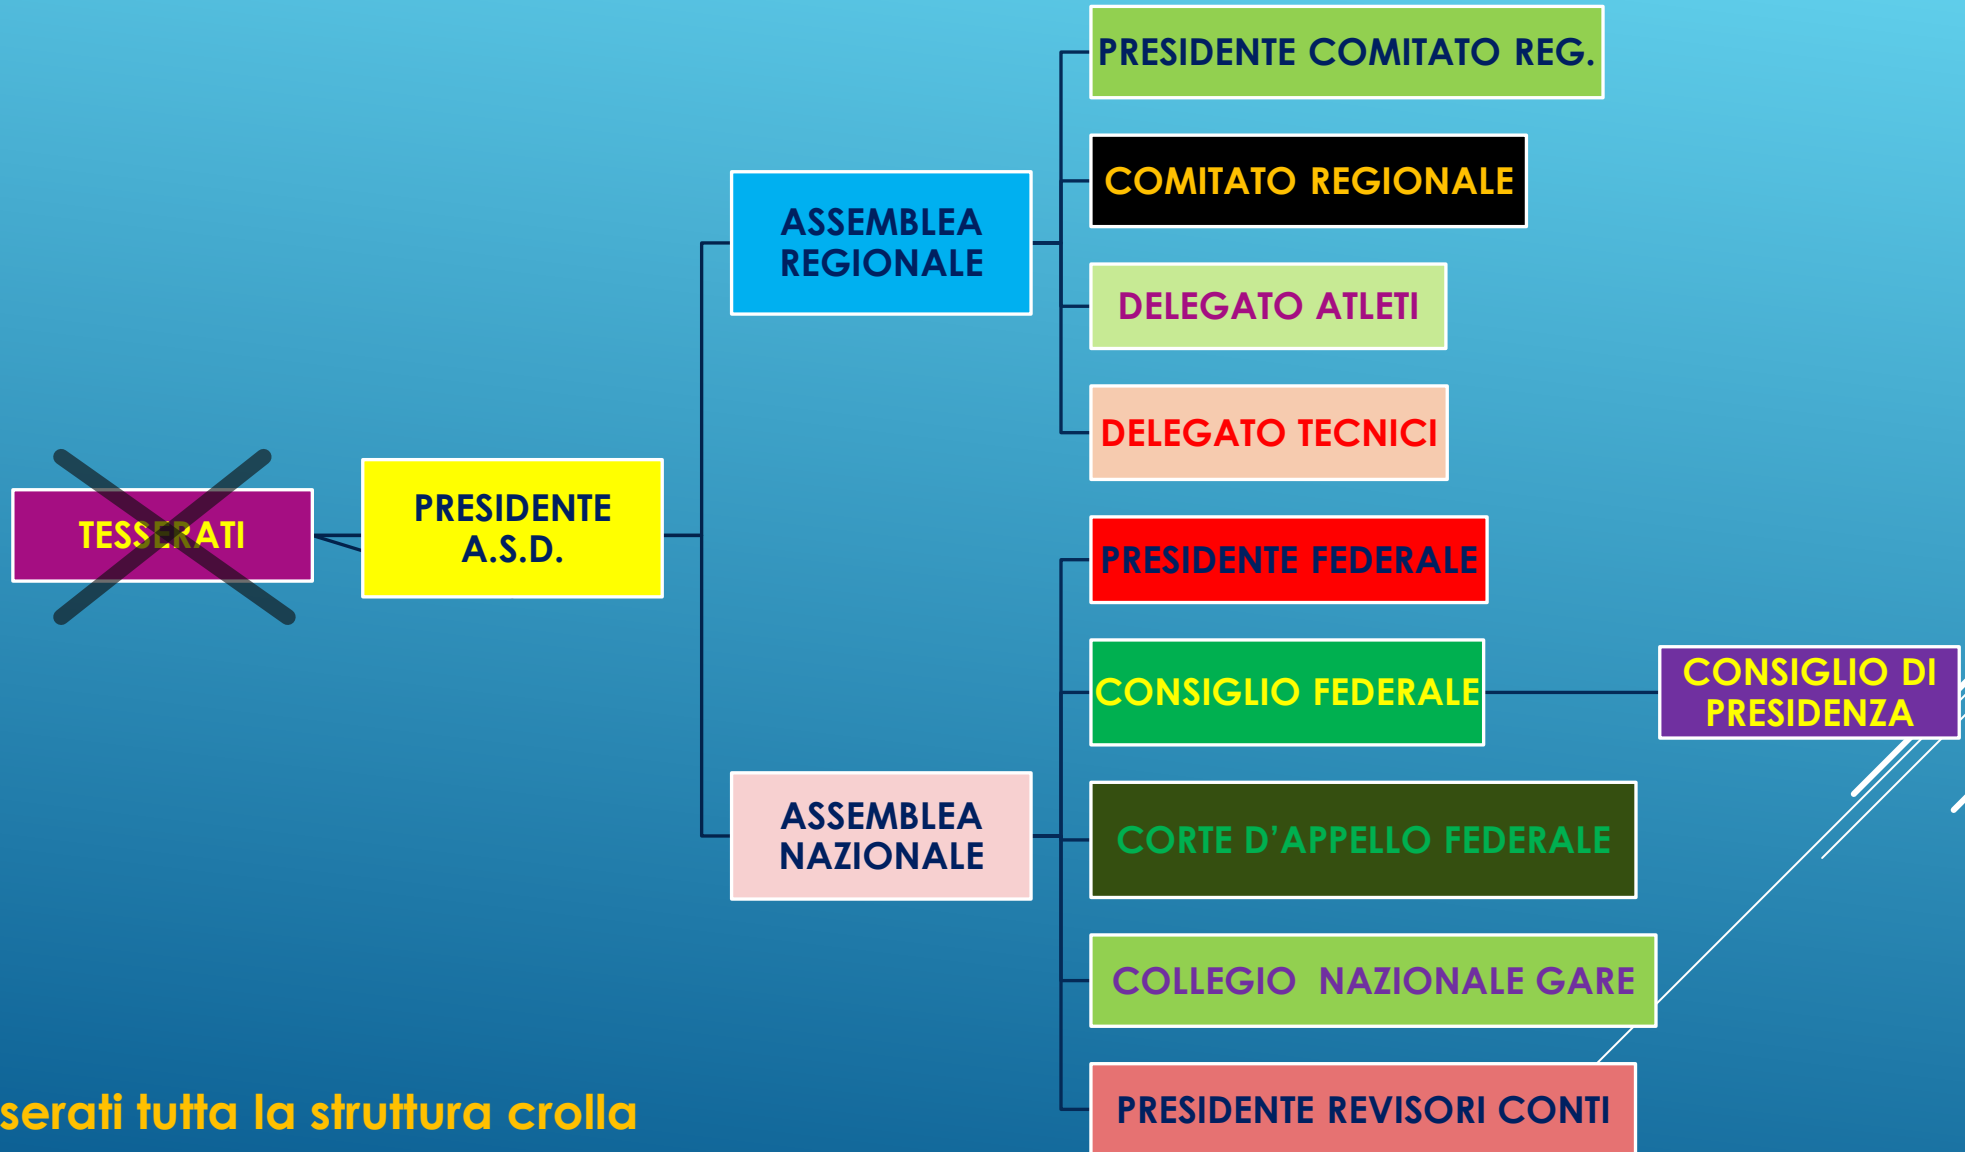 PRESIDENTE COMITATO REG.
COMITATO REGIONALE
ASSEMBLEA
REGIONALE
DELEGATO ATLETI
DELEGATO TECNICI
TESSERATI
PRESIDENTE
A.S.D.
PRESIDENTE FEDERALE
CONSIGLIO FEDERALE
CONSIGLIO DI
PRESIDENZA
ASSEMBLEA
NAZIONALE
CORTE D’APPELLO FEDERALE
COLLEGIO NAZIONALE GARE
PRESIDENTE REVISORI CONTI
serati tutta la struttura crolla